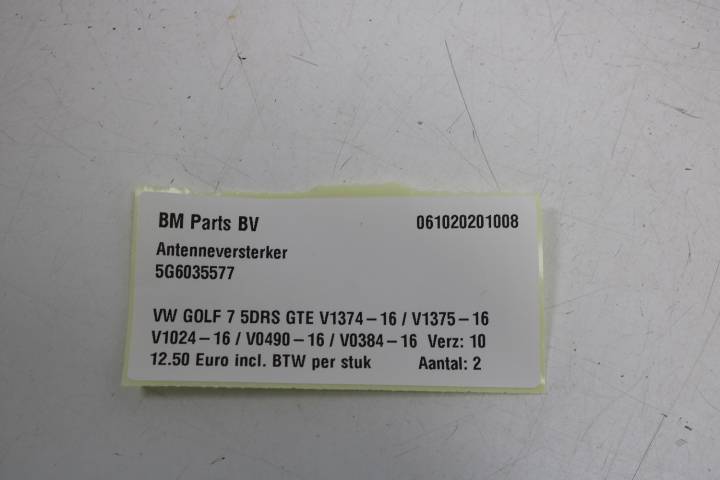 BM Parts BV 061020201008
Antenneversterker
5G6035577
VW GOLF 7 5DRS GTE V1374-16 / V1375-16
V1024-16 / V0490-16 / V0384-16 Verz: 10
12.50 Euro incl. BTW per stuk Aantal: 2